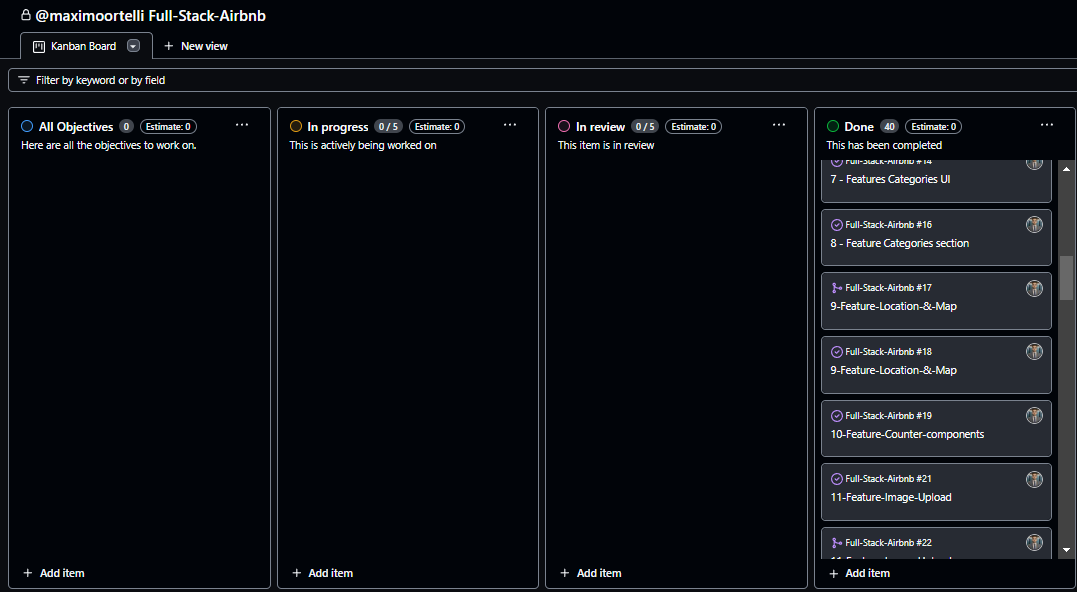 @maximoortelli Full-Stack-Airbnb
Kanban Board
New view
Filter by keyword or by field
All Objectives 0 Estimate: 0
Here are all the objectives to work on.
Add item
In progress 0 / 5 Estimate: 0
This is actively being worked on
Add item
In review 0 / 5 Estimate: 0
This item is in review
Add item
Done 40 Estimate: 0
This has been completed
Full-Stack-Airbnb #14
7 - Features Categories UI
Full-Stack-Airbnb #16
8 - Feature Categories section
Full-Stack-Airbnb #17
9-Feature-Location-&-Map
Full-Stack-Airbnb #18
9-Feature-Location-&-Map
Full-Stack-Airbnb #19
10-Feature-Counter-components
Full-Stack-Airbnb #21
11-Feature-Image-Upload
Full-Stack-Airbnb #22
Add item